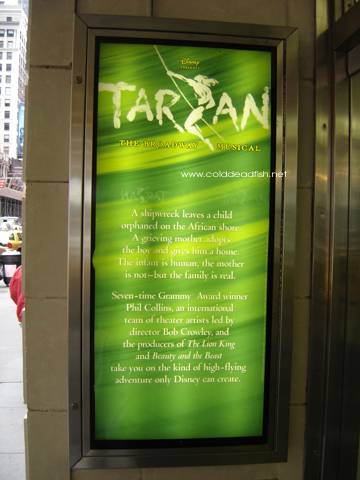 Disney
PRESENTS
TARZAN
THE BROADWAY MUSICAL
www.colddeadfish.net
A shipwreck leaves a child
orphaned on the African shore.
A grieving mother adopts
the boy and gives him a home.
The infant is human, the mother
is not–but the family is real.
Seven-time Grammy Award winner
Phil Collins, an international
team of theater artists led by
director Bob Crowley, and
the producers of The Lion King
and Beauty and the Beast
take you on the kind of high-flying
adventure only Disney can create.